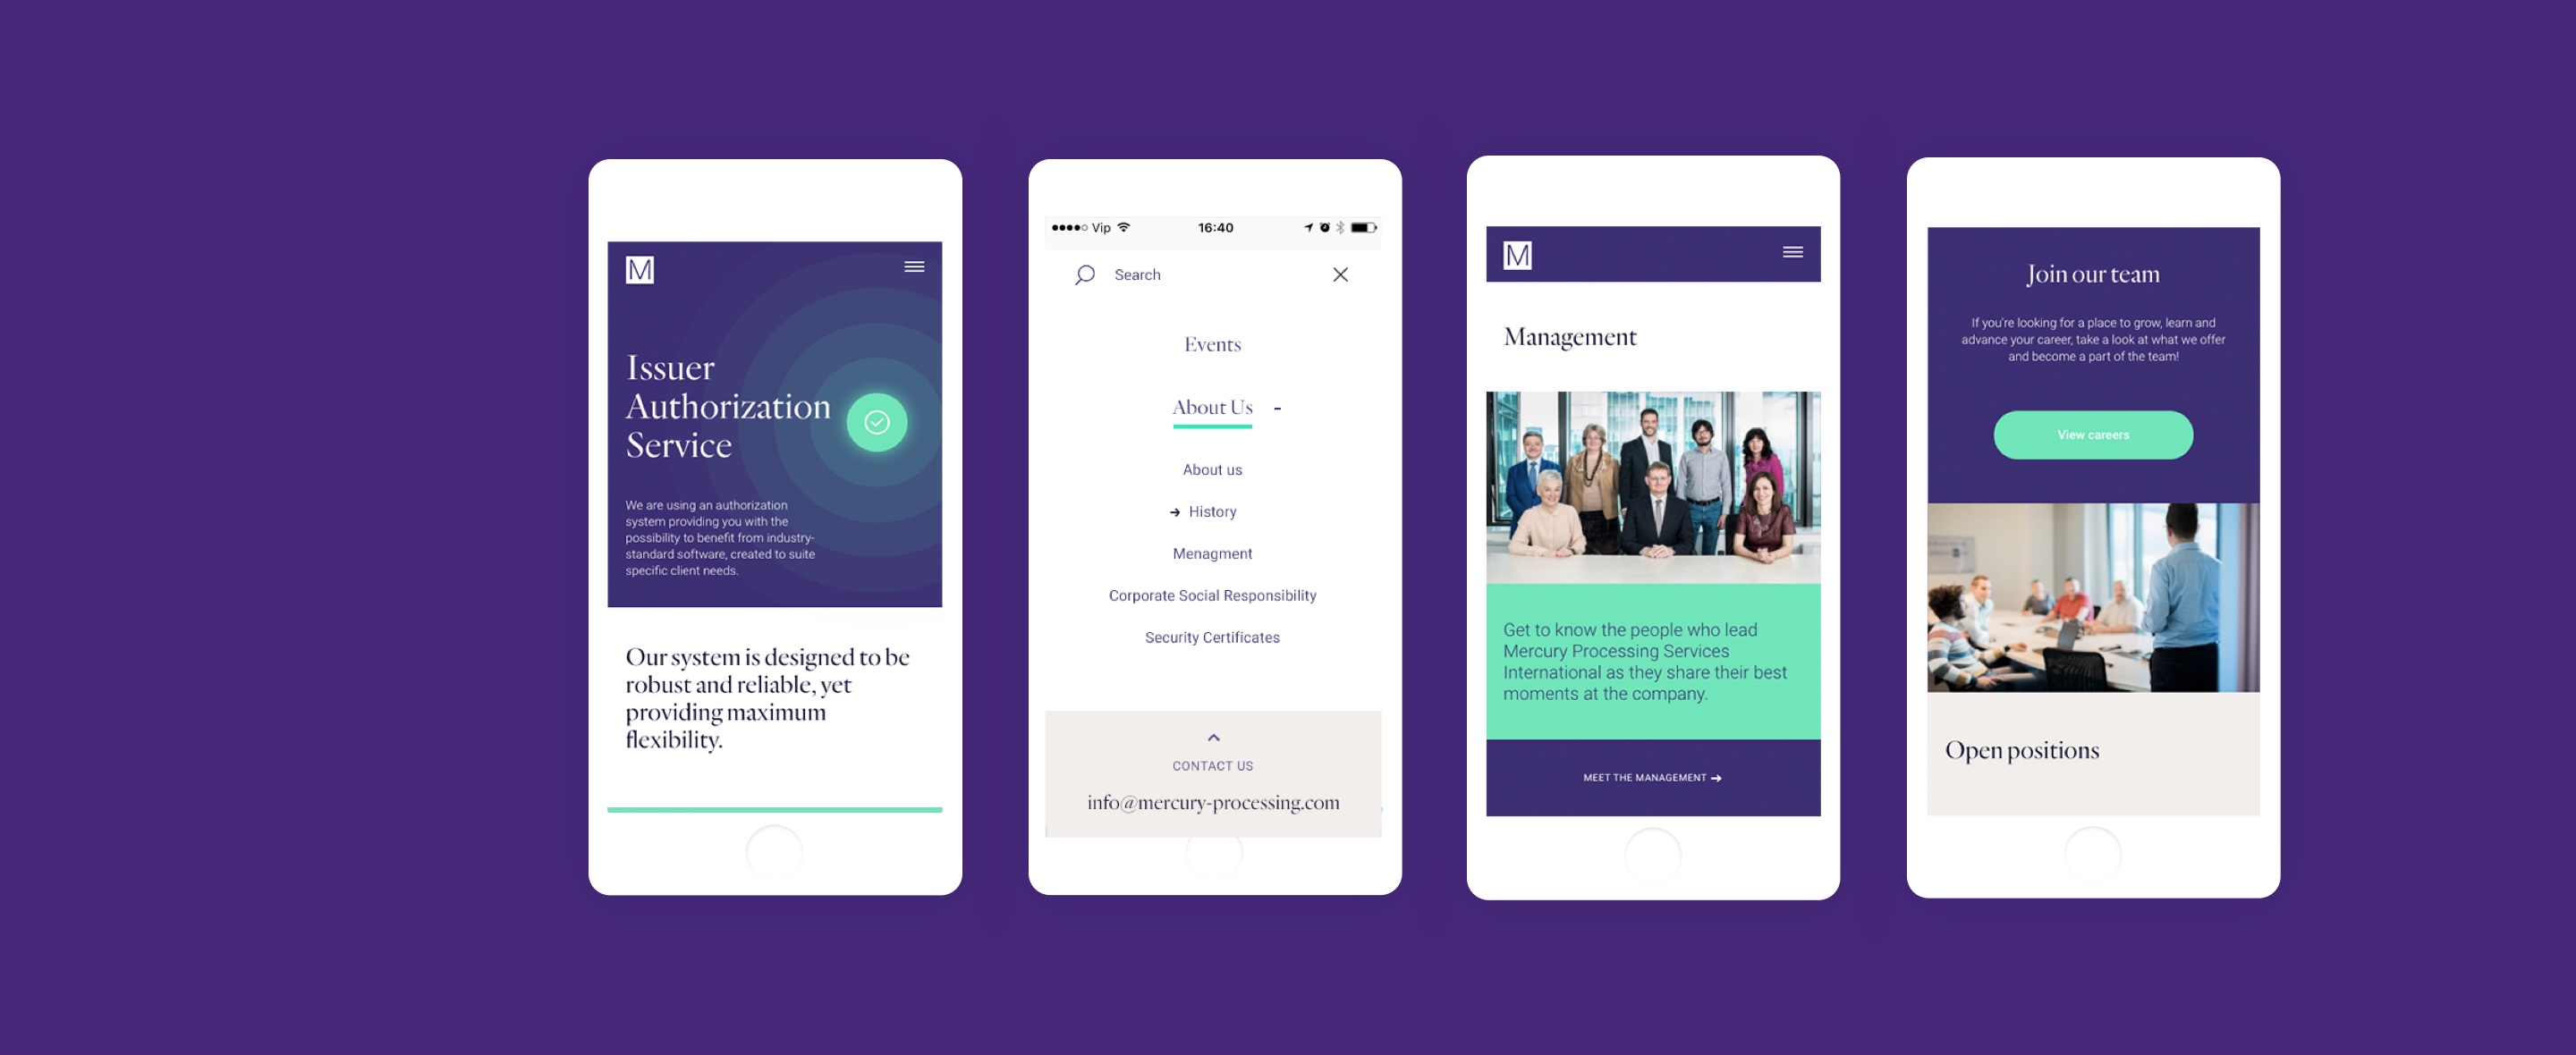 M
Issuer
Authorization
Service
We are using an authorization
system providing you with the
possibility to benefit from industry-
standard software, created to suite
specific client needs.
Our system is designed to be
robust and reliable, yet
providing maximum
flexibility.
Vip 16:40
Search
Events
About Us -
About us
→ History
Menagment
Corporate Social Responsibility
Security Certificates
CONTACT US
info@mercury-processing.com
M
Management
Get to know the people who lead
Mercury Processing Services
International as they share their best
moments at the company.
MEET THE MANAGEMENT →
Join our team
If you're looking for a place to grow, learn and
advance your career, take a look at what we offer
and become a part of the team!
View careers
Open positions